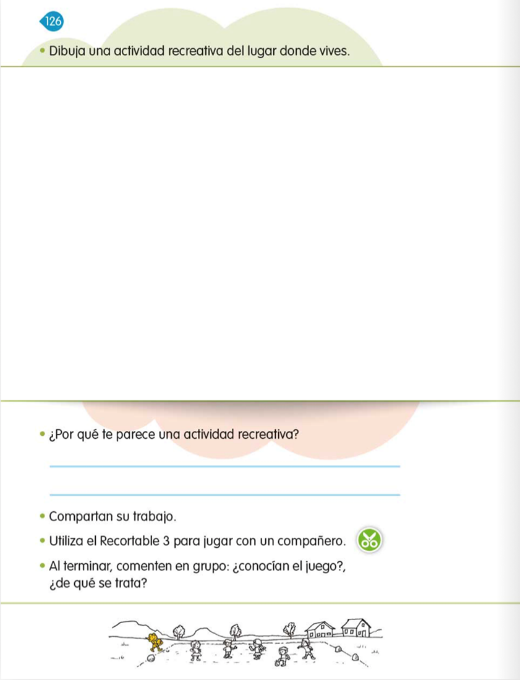 126
• Dibuja una actividad recreativa del lugar donde vives.
• ¿Por qué te parece una actividad recreativa?
• Compartan su trabajo.
• Utiliza el Recortable 3 para jugar con un compañero.
• Al terminar, comenten en grupo: ¿conocían el juego?,
¿de qué se trata?